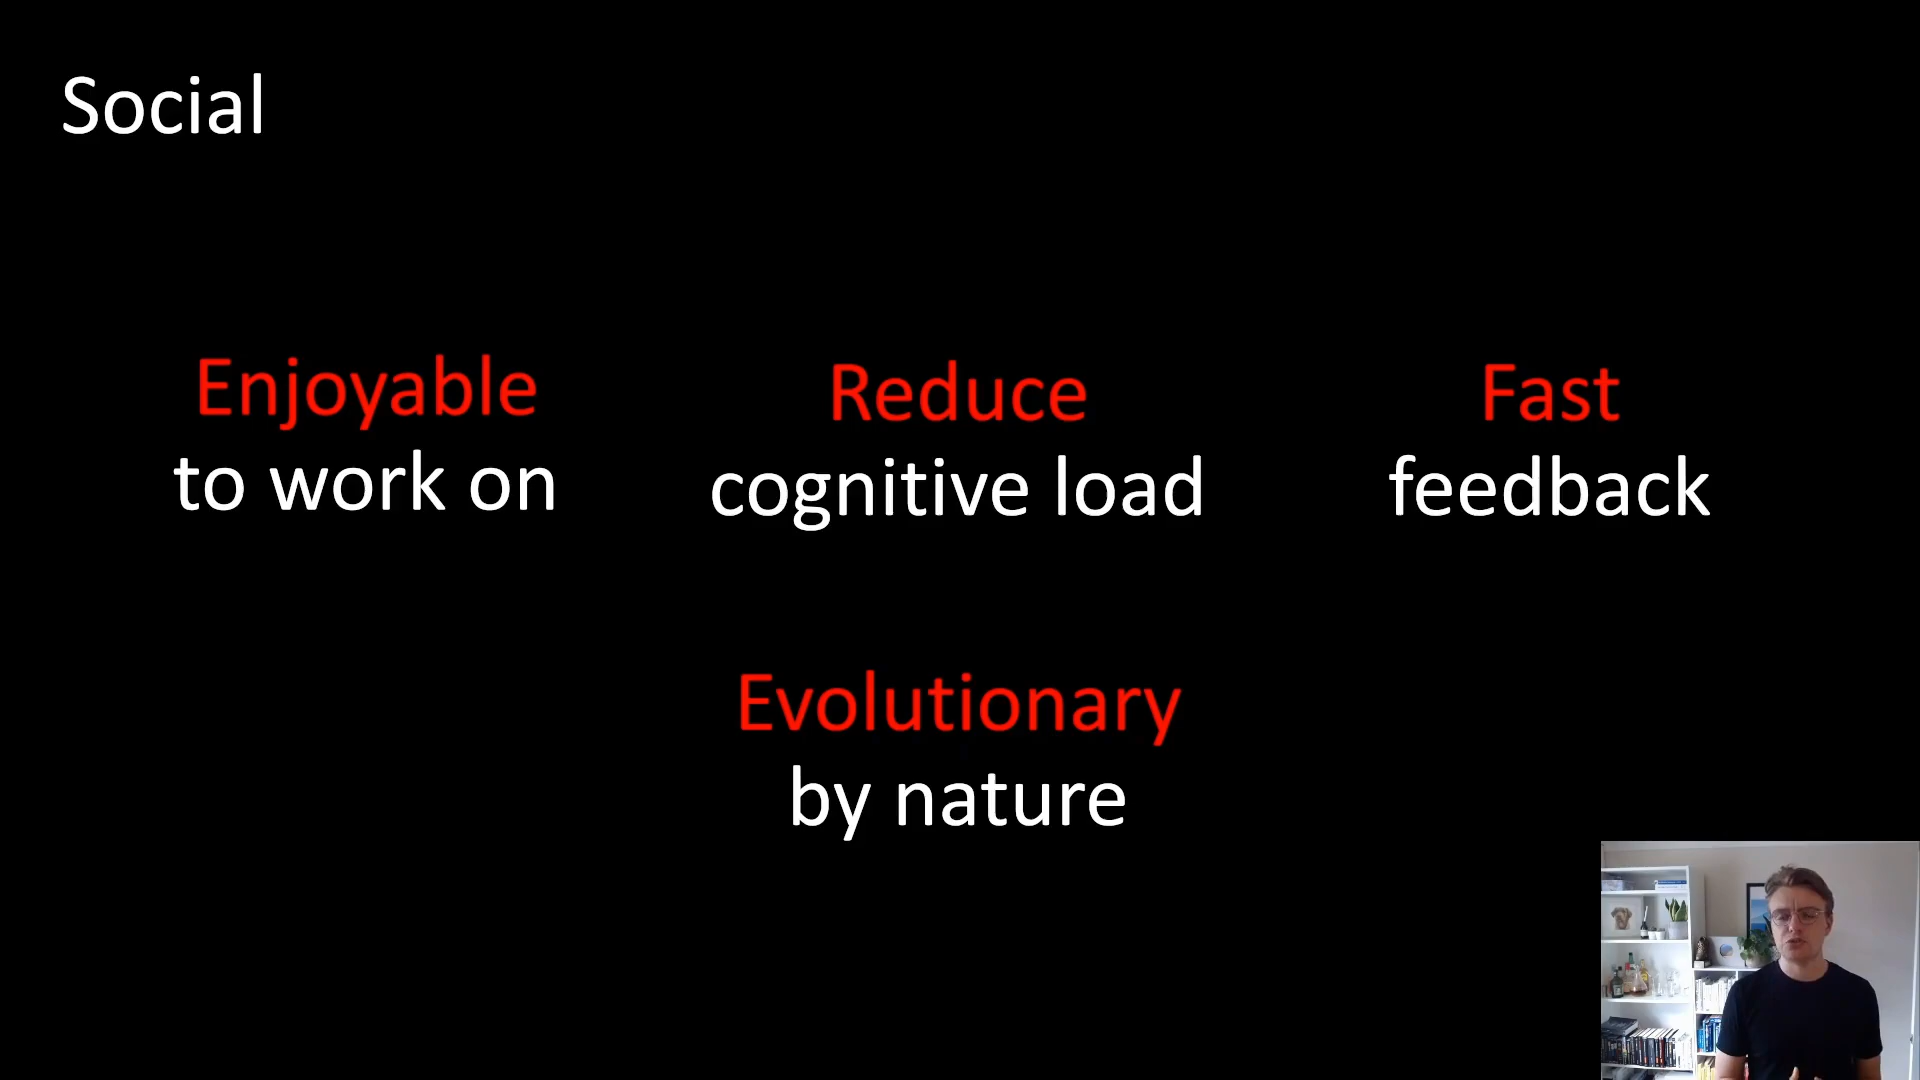 Social
Enjoyable
to work on
Reduce
cognitive load
Fast
feedback
Evolutionary
by nature